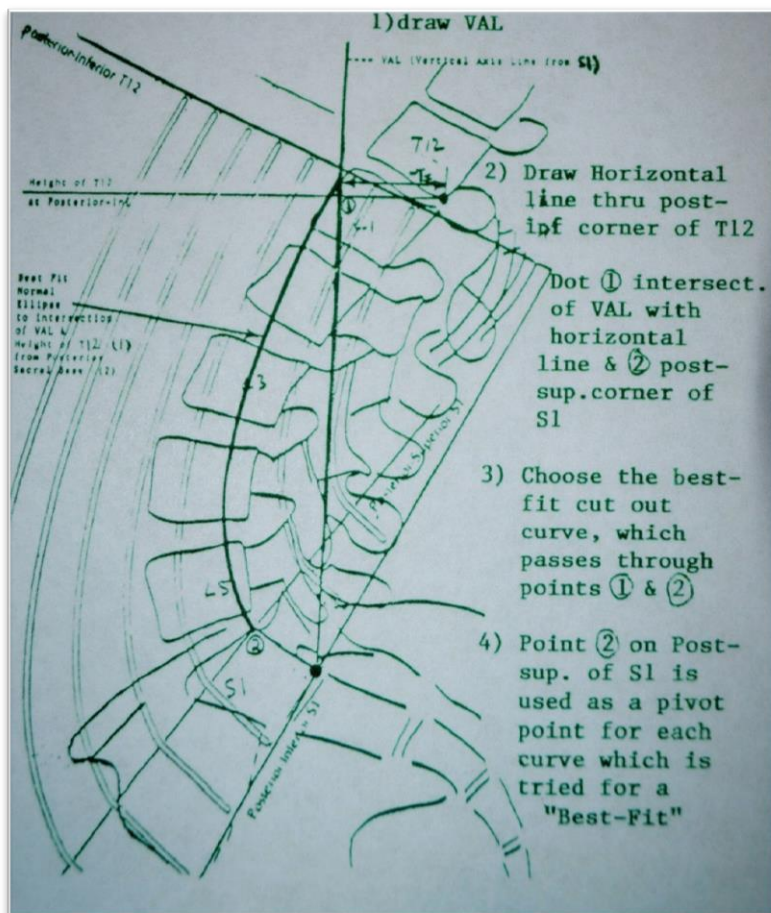 1)draw VAL
Posterior-Inferior T12
VAL (Vertical Axis Line from S1)
T12
Tz
Height of T12
at Posterior-Inf
①
L-1
2) Draw Horizontal
line thru post-
inf corner of T12
Dot ① intersect.
of VAL with
horizontal
line & ② post-
sup.corner of
S1
Best Fit
Normal
Ellipse
to Intersection
of VAL &
Height of T12 (1)
from Posterior
Sacral Base (2)
L3
Posterior Superior S1
3) Choose the best-
fit cut out
curve, which
passes through
points ① & ②
L5
②
S1
Posterior Inferior S1
4) Point ② on Post-
sup. of S1 is
used as a pivot
point for each
curve which is
tried for a
"Best-Fit"